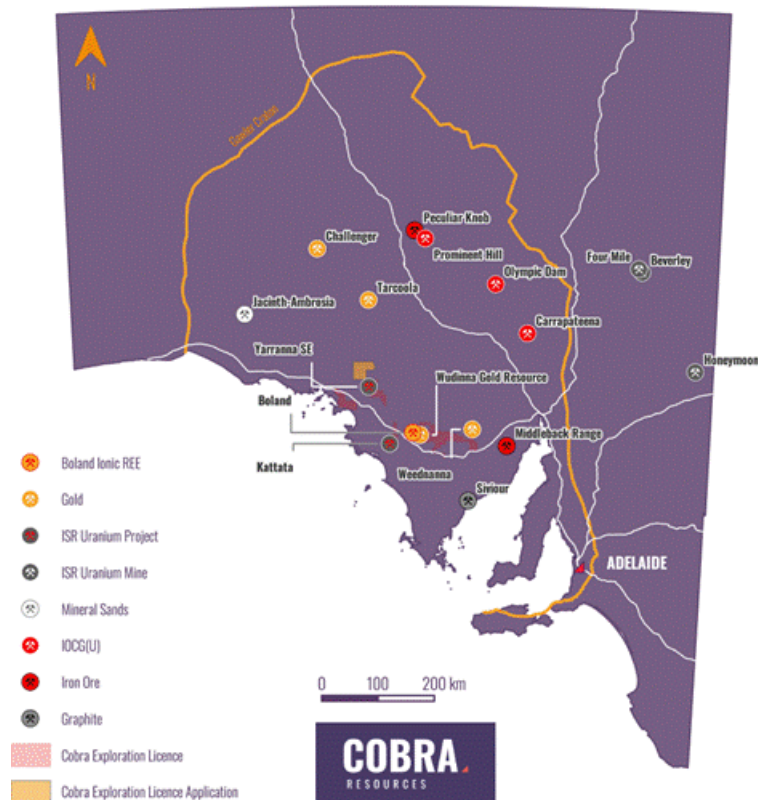 N
Gawler Craton
Peculiar Knob
Challenger
Prominent Hill
Four Mile
Beverley
Olympic Dam
Tarcoola
Jacinth-Ambrosia
Carrapateena
Yarranna SE
Honeymoon
Wudinna Gold Resource
Boland
Middleback Range
Kattata
Weednanna
Siviour
ADELAIDE
Boland Ionic REE
Gold
ISR Uranium Project
ISR Uranium Mine
Mineral Sands
IOCG(U)
Iron Ore
Graphite
Cobra Exploration Licence
Cobra Exploration Licence Application
0 100 200 km
COBRA
RESOURCES